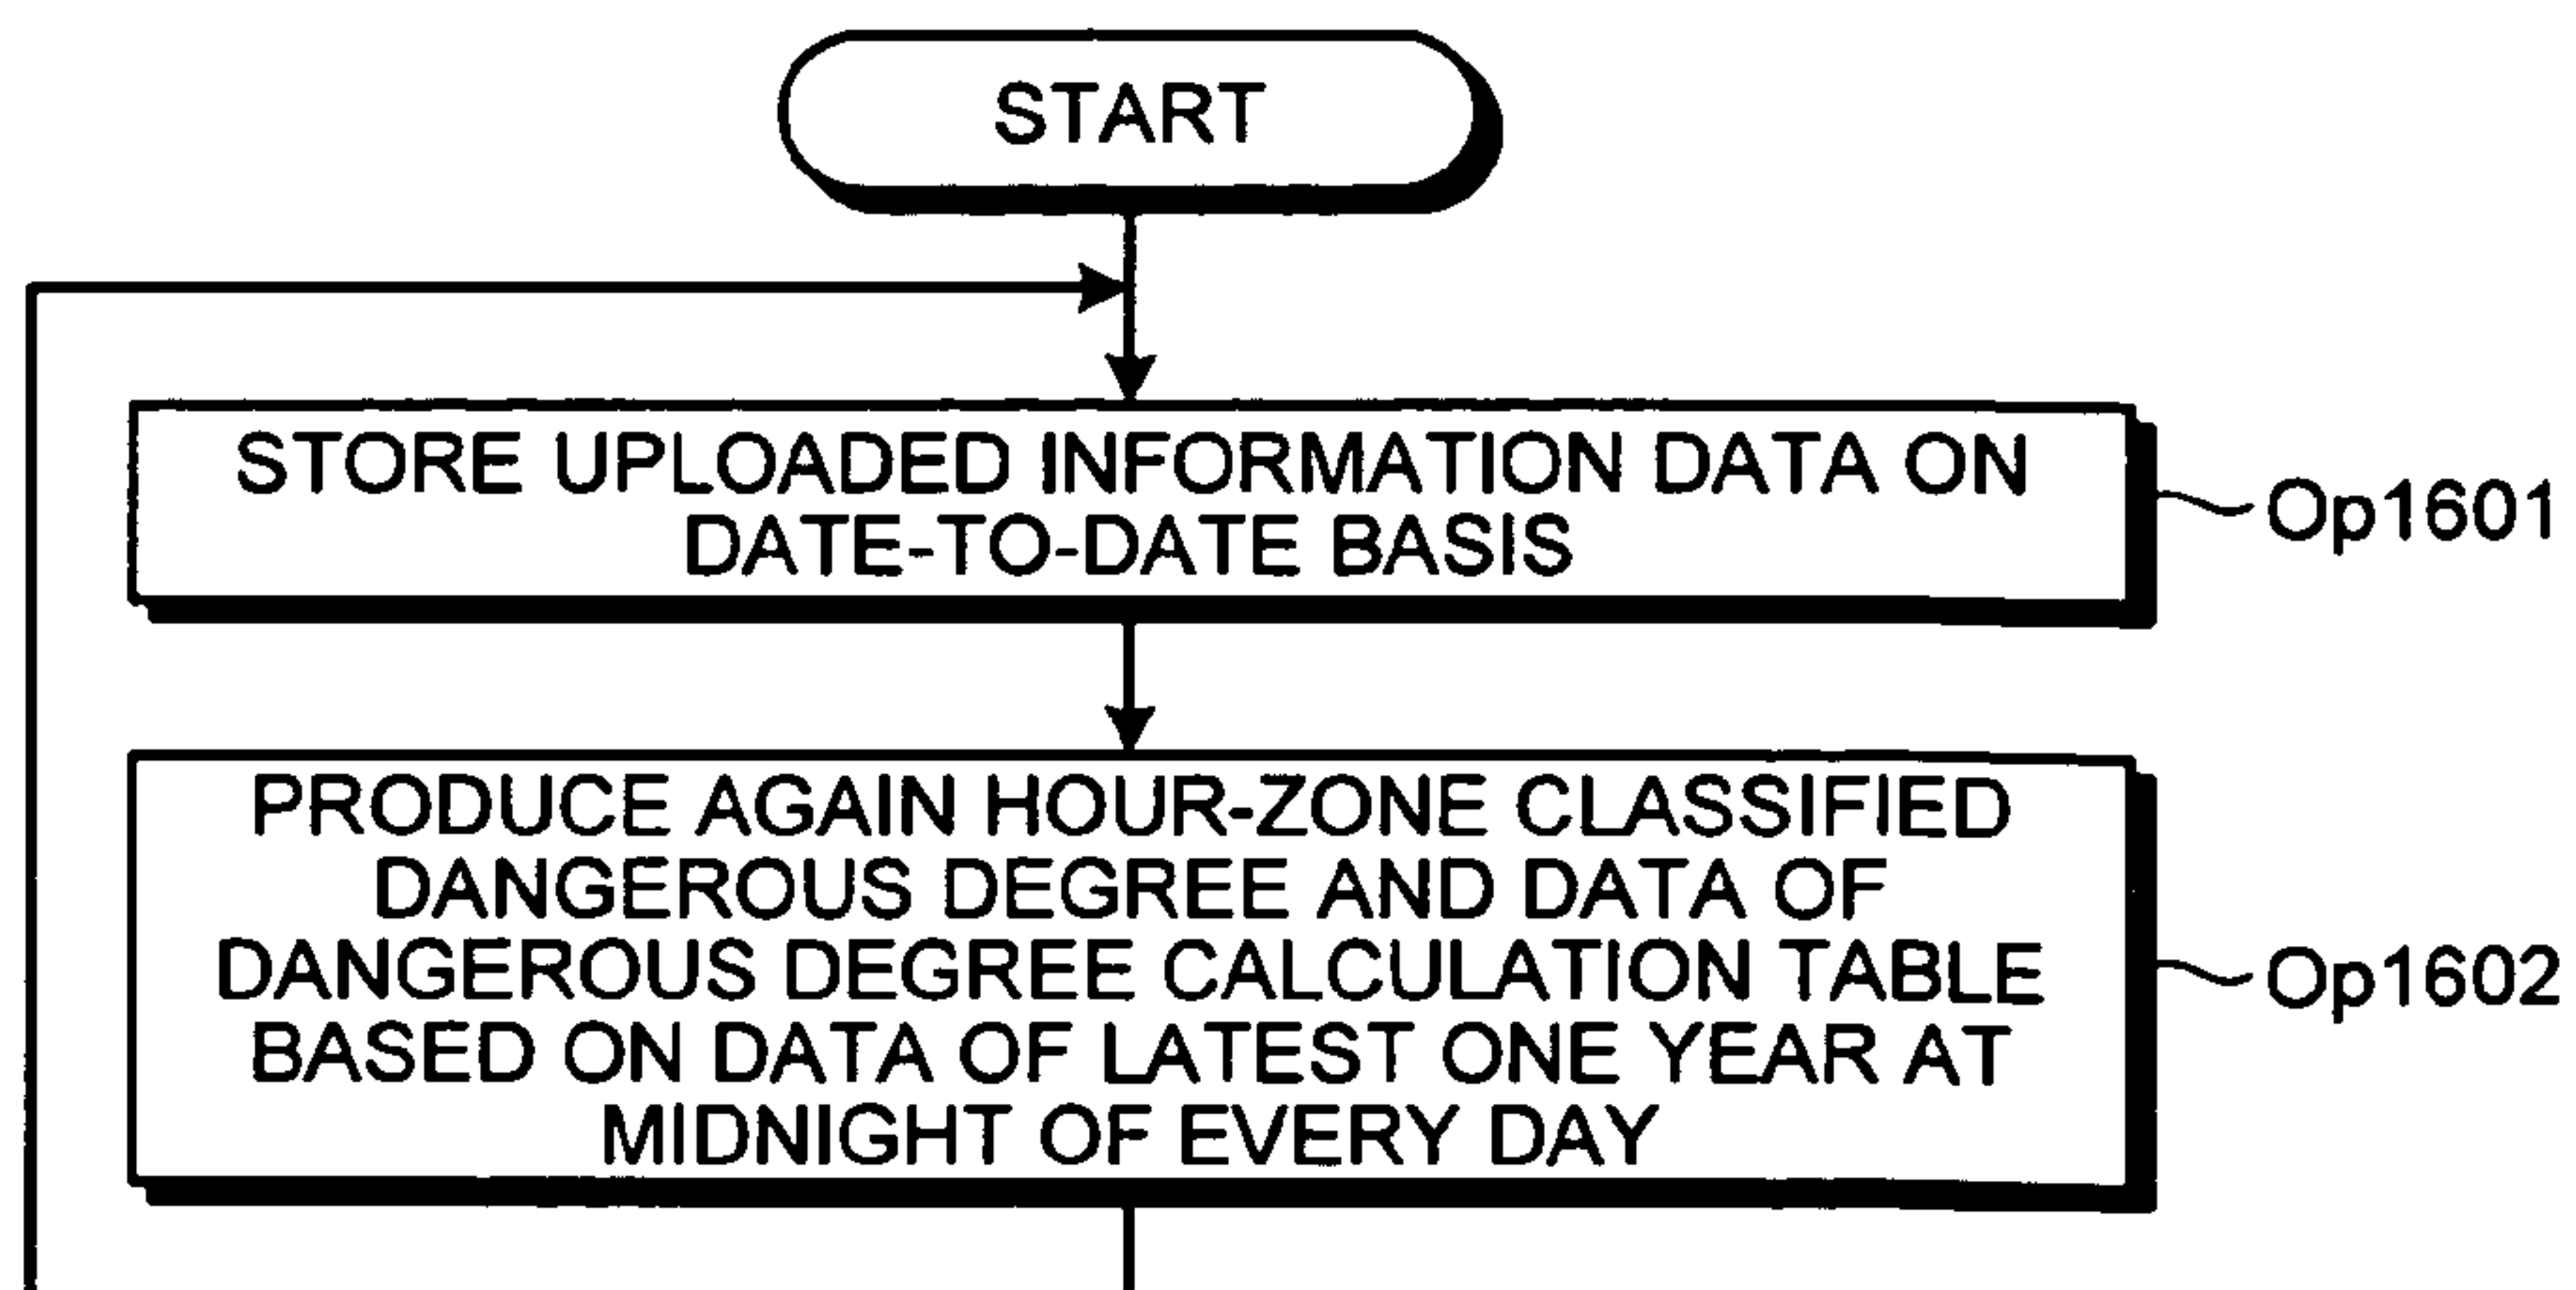 START
STORE UPLOADED INFORMATION DATA ON
DATE-TO-DATE BASIS
Op1601
PRODUCE AGAIN HOUR-ZONE CLASSIFIED
DANGEROUS DEGREE AND DATA OF
DANGEROUS DEGREE CALCULATION TABLE
BASED ON DATA OF LATEST ONE YEAR AT
MIDNIGHT OF EVERY DAY
Op1602